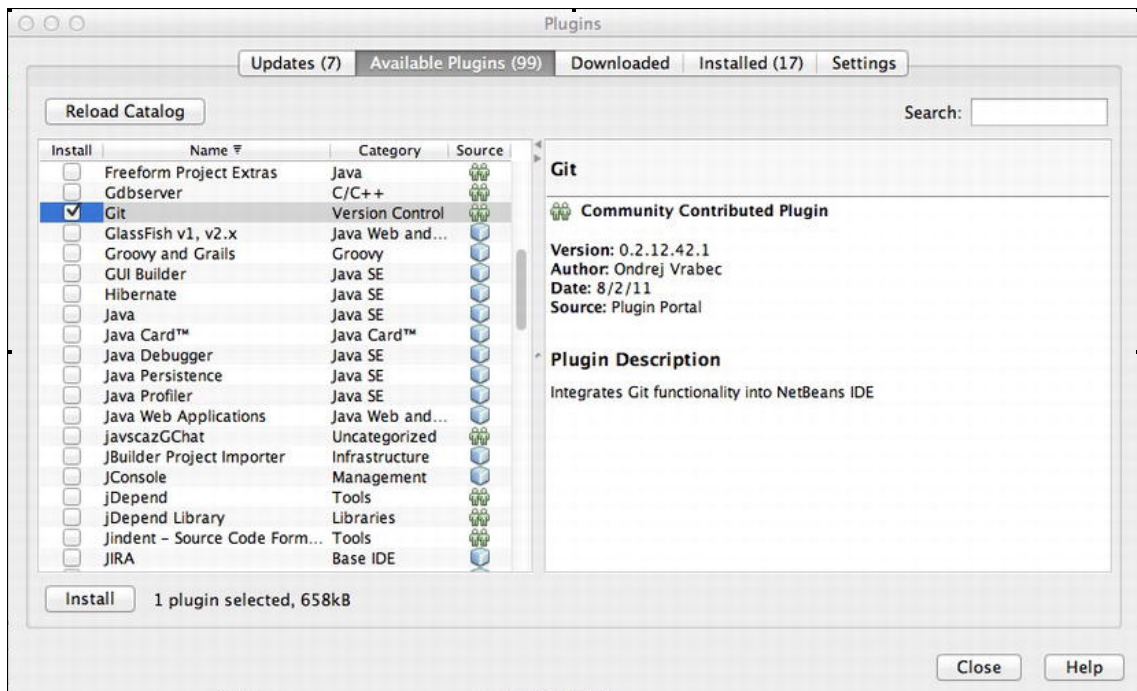 Plugins
Updates (7) Available Plugins (99) Downloaded Installed (17) Settings
Reload Catalog Search:
Install Name Category Source
Freeform Project Extras Java
Gdbserver C/C++
Git Version Control
GlassFish v1, v2.x Java Web and...
Groovy and Grails Groovy
GUI Builder Java SE
Hibernate Java SE
Java Java SE
Java Card™ Java Card™
Java Debugger Java SE
Java Persistence Java SE
Java Profiler Java SE
Java Web Applications Java Web and...
javscazGChat Uncategorized
JBuilder Project Importer Infrastructure
JConsole Management
jDepend Tools
jDepend Library Libraries
Jindent – Source Code Form... Tools
JIRA Base IDE
Git
Community Contributed Plugin
Version: 0.2.12.42.1
Author: Ondrej Vrabec
Date: 8/2/11
Source: Plugin Portal
Plugin Description
Integrates Git functionality into NetBeans IDE
Install 1 plugin selected, 658kB
Close Help